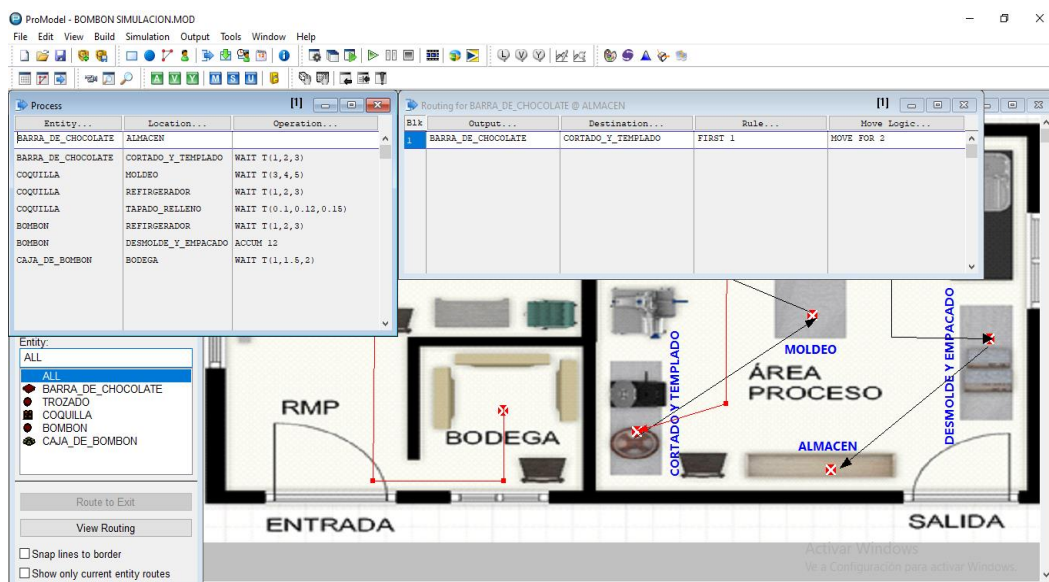 ProModel - BOMBON SIMULACION.MOD
File Edit View Build Simulation Output Tools Window Help
Process [1]
Entity... Location... Operation...
BARRA_DE_CHOCOLATE ALMACEN
BARRA_DE_CHOCOLATE CORTADO_Y_TEMPLADO WAIT T(1,2,3)
COQUILLA MOLDEO WAIT T(3,4,5)
COQUILLA REFIRGERADOR WAIT T(1,2,3)
COQUILLA TAPADO_RELLENO WAIT T(0.1,0.12,0.15)
BOMBON REFIRGERADOR WAIT T(1,2,3)
BOMBON DESMOLDE_Y_EMPACADO ACCUM 12
CAJA_DE_BOMBON BODEGA WAIT T(1,1.5,2)
Routing for BARRA_DE_CHOCOLATE @ ALMACEN [1]
Blk Output... Destination... Rule... Move Logic...
1 BARRA_DE_CHOCOLATE CORTADO_Y_TEMPLADO FIRST 1 MOVE FOR 2
Entity:
ALL
ALL
BARRA_DE_CHOCOLATE
TROZADO
COQUILLA
BOMBON
CAJA_DE_BOMBON
Route to Exit
View Routing
Snap lines to border
Show only current entity routes
RMP
BODEGA
ENTRADA
CORTADO Y TEMPLADO
MOLDEO
ÁREA
PROCESO
ALMACEN
DESMOLDE Y EMPACADO
SALIDA
Activar Windows
Ve a Configuración para activar Windows.